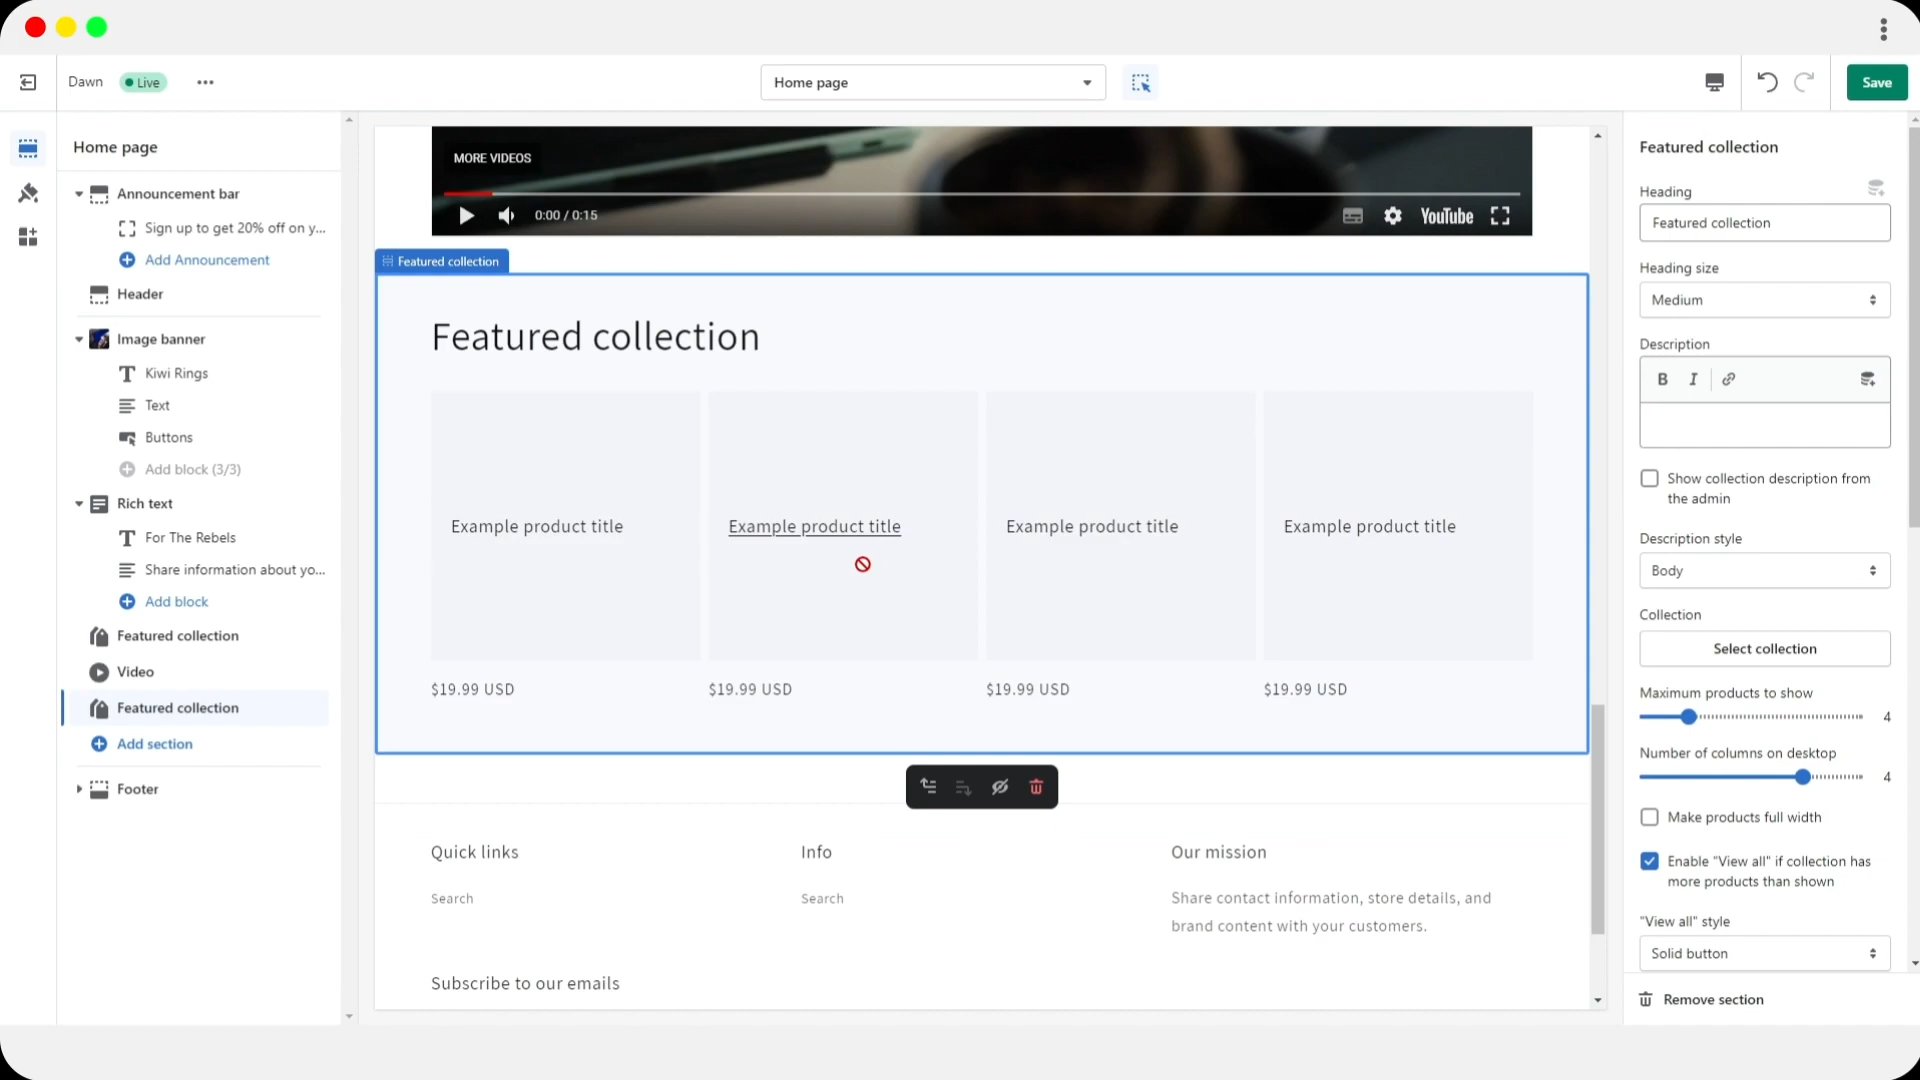 Dawn
Live
Home page
Save
Home page
Announcement bar
Sign up to get 20% off on y...
Add Announcement
Header
Image banner
Kiwi Rings
Text
Buttons
Add block (3/3)
Rich text
For The Rebels
Share information about yo...
Add block
Featured collection
Video
Featured collection
Add section
Footer
MORE VIDEOS
0:00 / 0:15
YouTube
Featured collection
Featured collection
Example product title
Example product title
Example product title
Example product title
$19.99 USD
$19.99 USD
$19.99 USD
$19.99 USD
Quick links
Info
Our mission
Search
Search
Share contact information, store details, and
brand content with your customers.
Subscribe to our emails
Featured collection
Heading
Featured collection
Heading size
Medium
Description
B I
Show collection description from
the admin
Description style
Body
Collection
Select collection
Maximum products to show
4
Number of columns on desktop
4
Make products full width
Enable "View all" if collection has
more products than shown
"View all" style
Solid button
Remove section